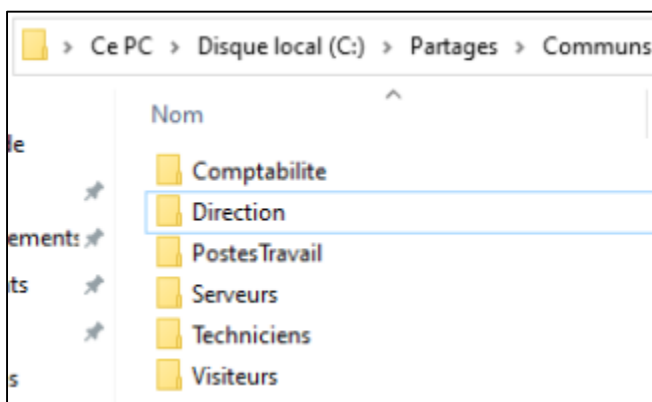 > Ce PC > Disque local (C:) > Partages > Communs
Nom
Comptabilite
Direction
PostesTravail
Serveurs
Techniciens
Visiteurs